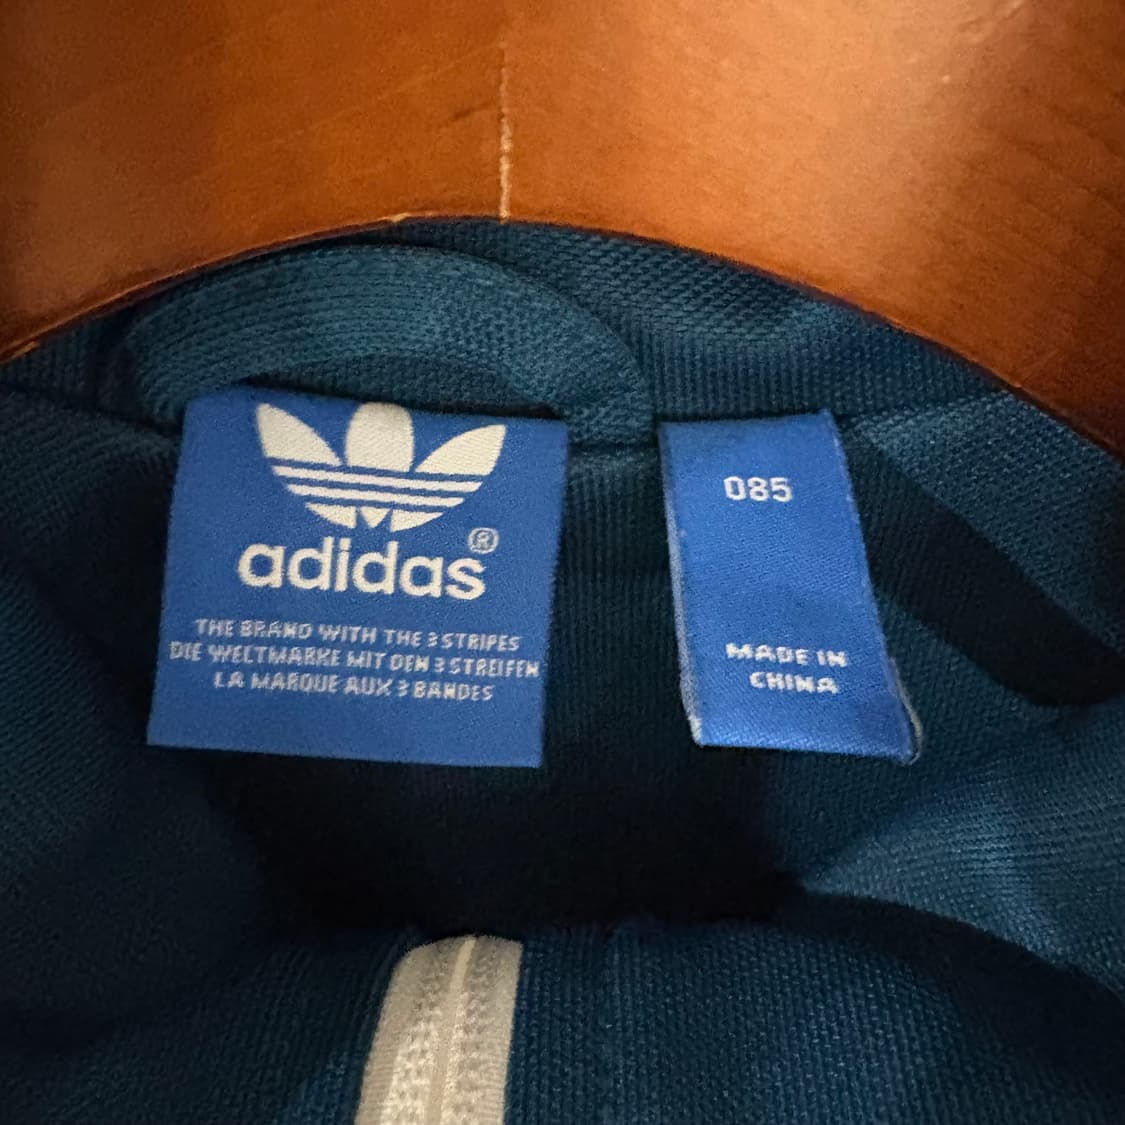 adidas®
THE BRAND WITH THE 3 STRIPES
DIE WELTMARKE MIT DEN 3 STREIFEN
LA MARQUE AUX 3 BANDES
085
MADE IN
CHINA